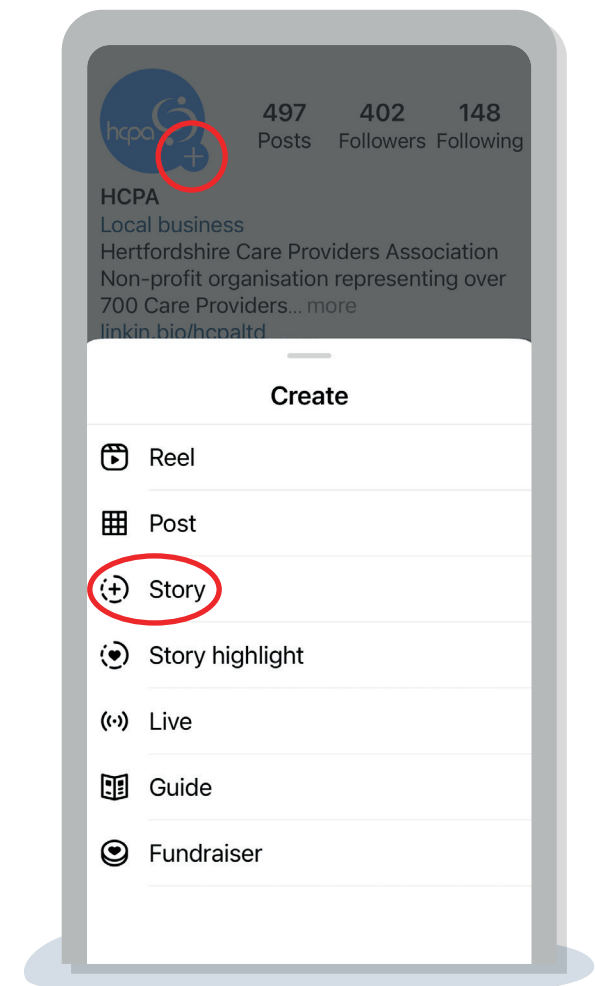 hcpa
497 402 148
Posts Followers Following
HCPA
Local business
Hertfordshire Care Providers Association
Non-profit organisation representing over
700 Care Providers... more
linkin.bio/hcpaltd
Create
Reel
Post
Story
Story highlight
Live
Guide
Fundraiser